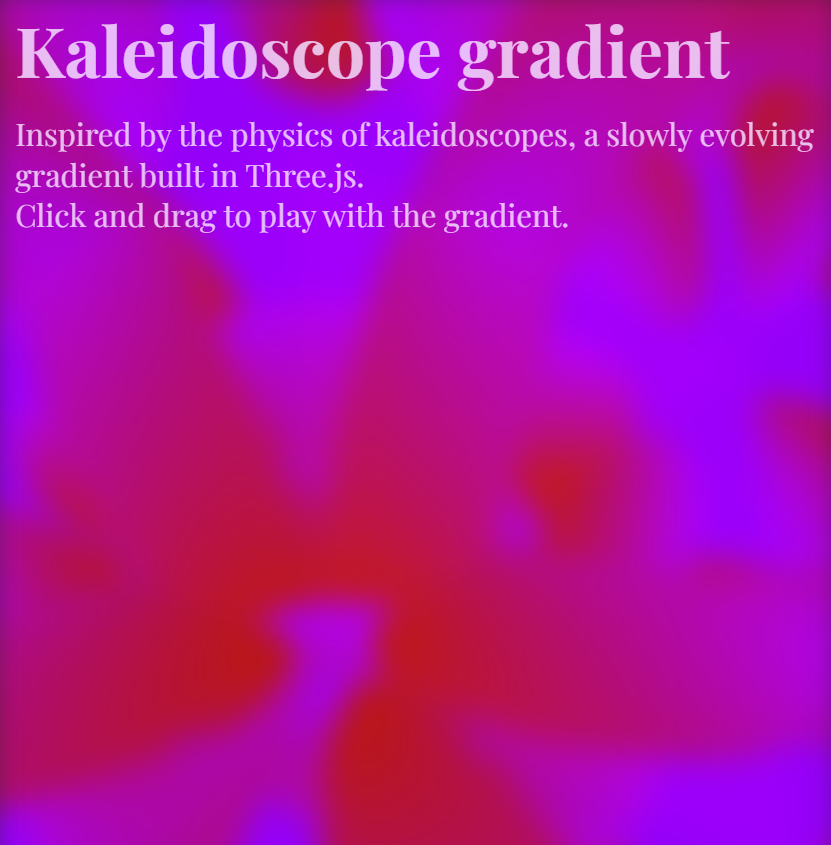 Kaleidoscope gradient
Inspired by the physics of kaleidoscopes, a slowly evolving
gradient built in Three.js.
Click and drag to play with the gradient.